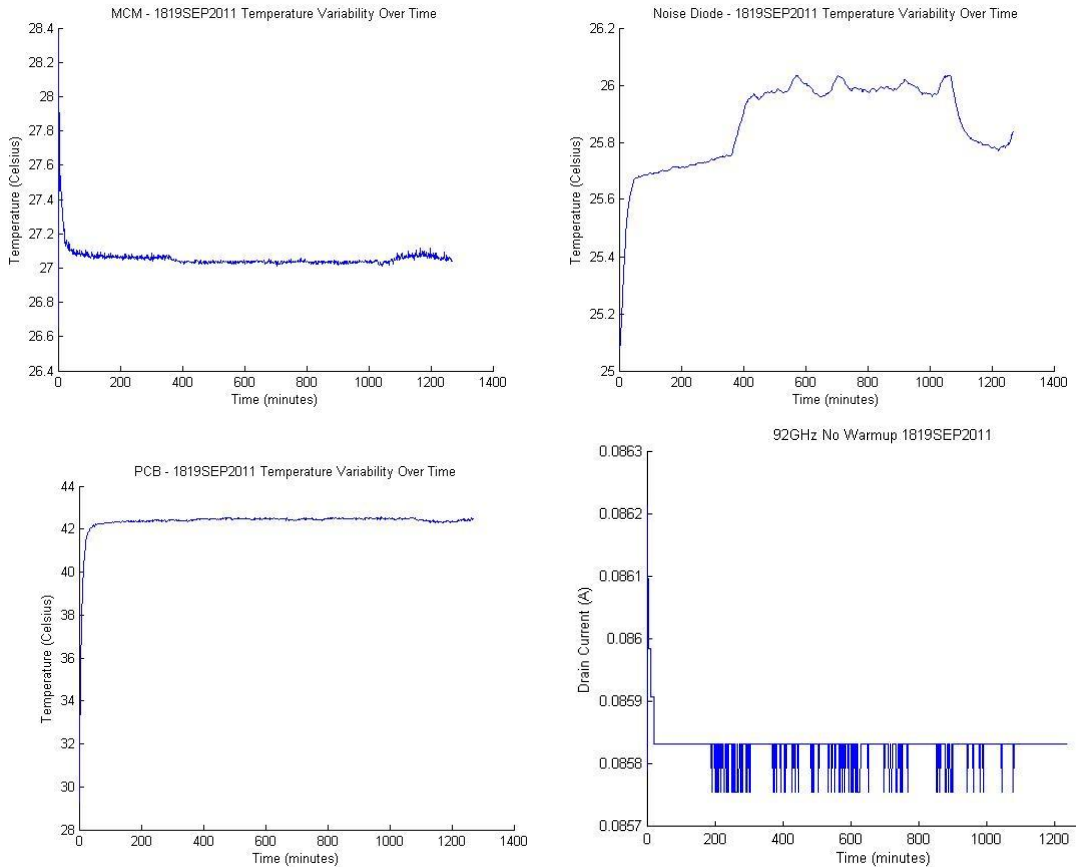 MCM - 1819SEP2011 Temperature Variability Over Time
28.4
28.2
28
27.8
27.6
27.4
27.2
27
26.8
26.6
26.4
Temperature (Celsius)
0 200 400 600 800 1000 1200 1400
Time (minutes)
Noise Diode - 1819SEP2011 Temperature Variability Over Time
26.2
26
25.8
25.6
25.4
25.2
25
Temperature (Celsius)
0 200 400 600 800 1000 1200 1400
Time (minutes)
PCB - 1819SEP2011 Temperature Variability Over Time
44
42
40
38
36
34
32
30
28
Temperature (Celsius)
0 200 400 600 800 1000 1200 1400
Time (minutes)
92GHz No Warmup 1819SEP2011
0.0863
0.0862
0.0861
0.086
0.0859
0.0858
0.0857
Drain Current (A)
0 200 400 600 800 1000 1200
Time (minutes)